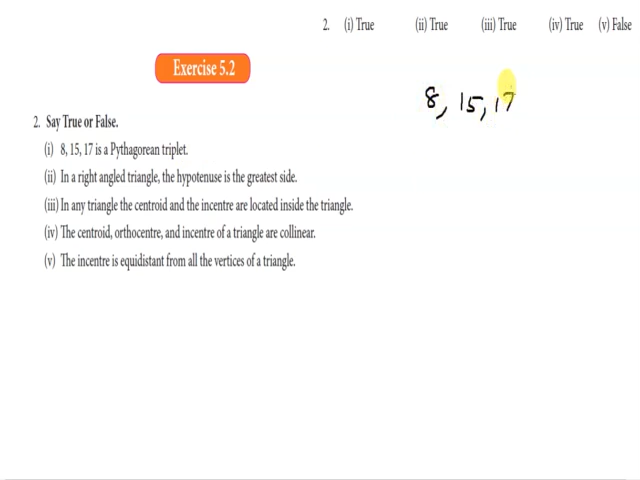 2. (i) True (ii) True (iii) True (iv) True (v) False
Exercise 5.2
8, 15, 17
2. Say True or False.
(i) 8, 15, 17 is a Pythagorean triplet.
(ii) In a right angled triangle, the hypotenuse is the greatest side.
(iii) In any triangle the centroid and the incentre are located inside the triangle.
(iv) The centroid, orthocentre, and incentre of a triangle are collinear.
(v) The incentre is equidistant from all the vertices of a triangle.